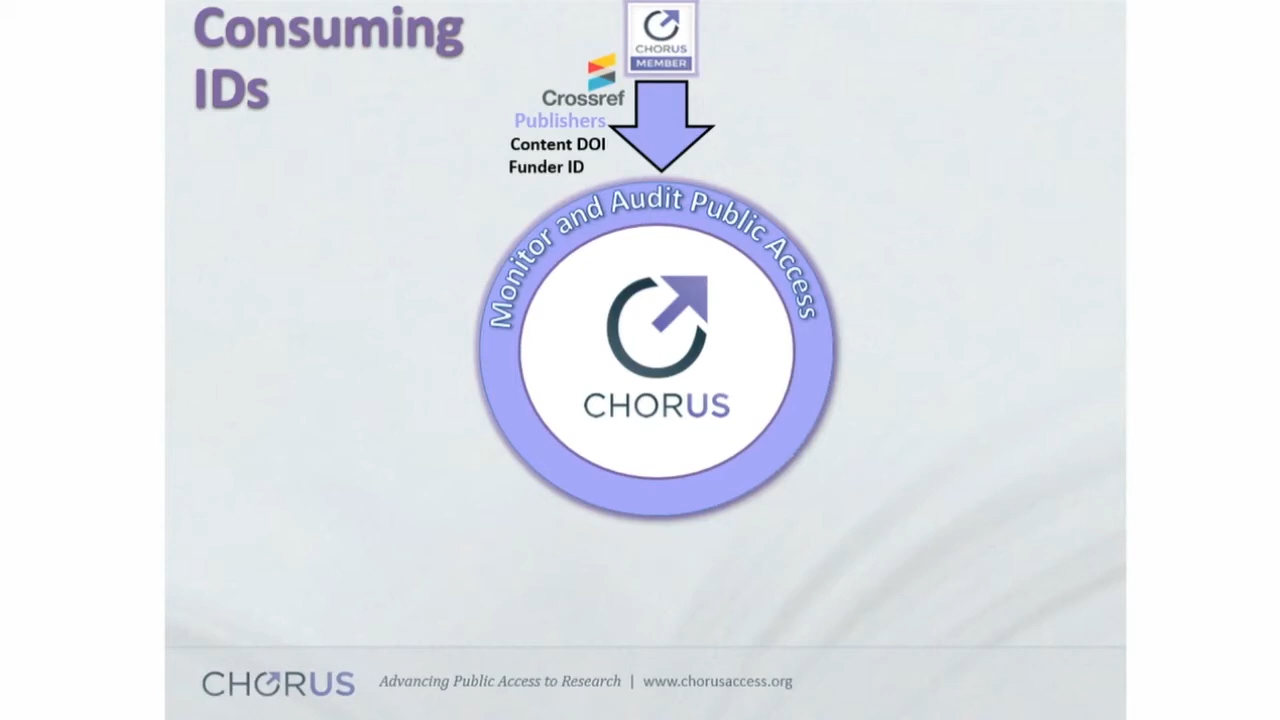 Consuming
IDs
CHORUS
MEMBER
Crossref
Publishers
Content DOI
Funder ID
Monitor and Audit Public Access
CHORUS
CHORUS
Advancing Public Access to Research | www.chorusaccess.org